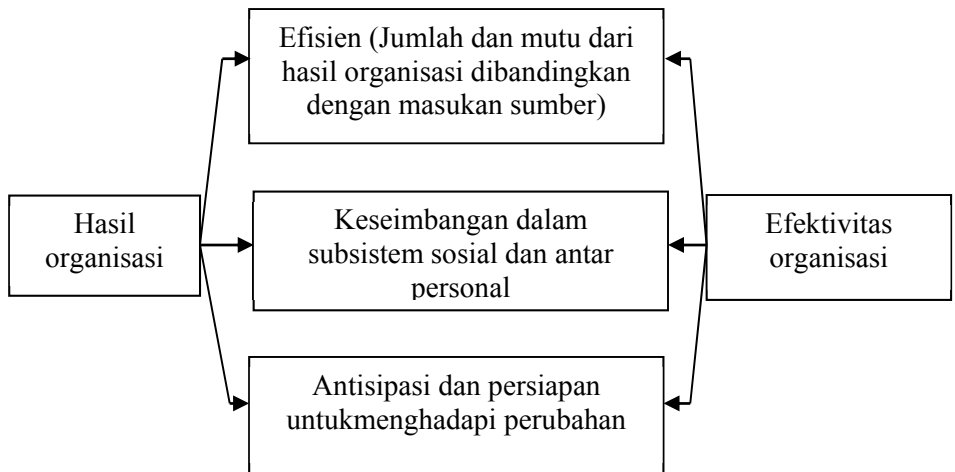 Efisien (Jumlah dan mutu dari
hasil organisasi dibandingkan
dengan masukan sumber)
Hasil
organisasi
Keseimbangan dalam
subsistem sosial dan antar
personal
Efektivitas
organisasi
Antisipasi dan persiapan
untukmenghadapi perubahan